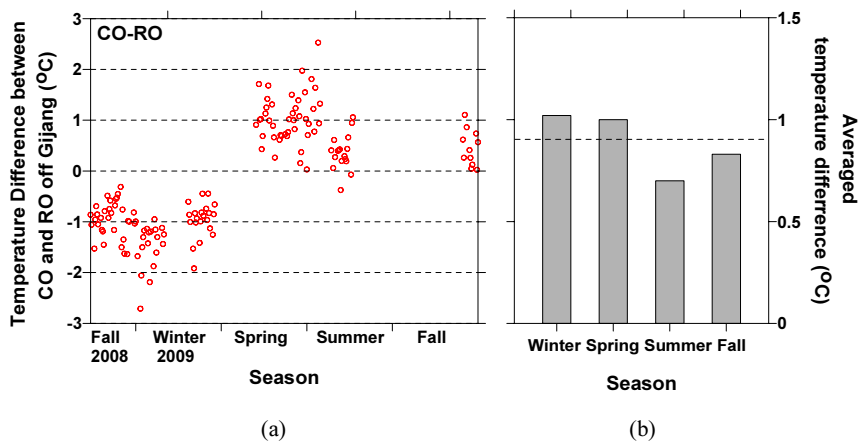 CO-RO
Temperature Difference between
CO and RO off Gijang (°C)
3
2
1
0
-1
-2
-3
Fall Winter Spring Summer Fall
2008 2009
Season
(a)
1.5
1
0.5
0
Averaged
temperature difference (°C)
Winter Spring Summer Fall
Season
(b)